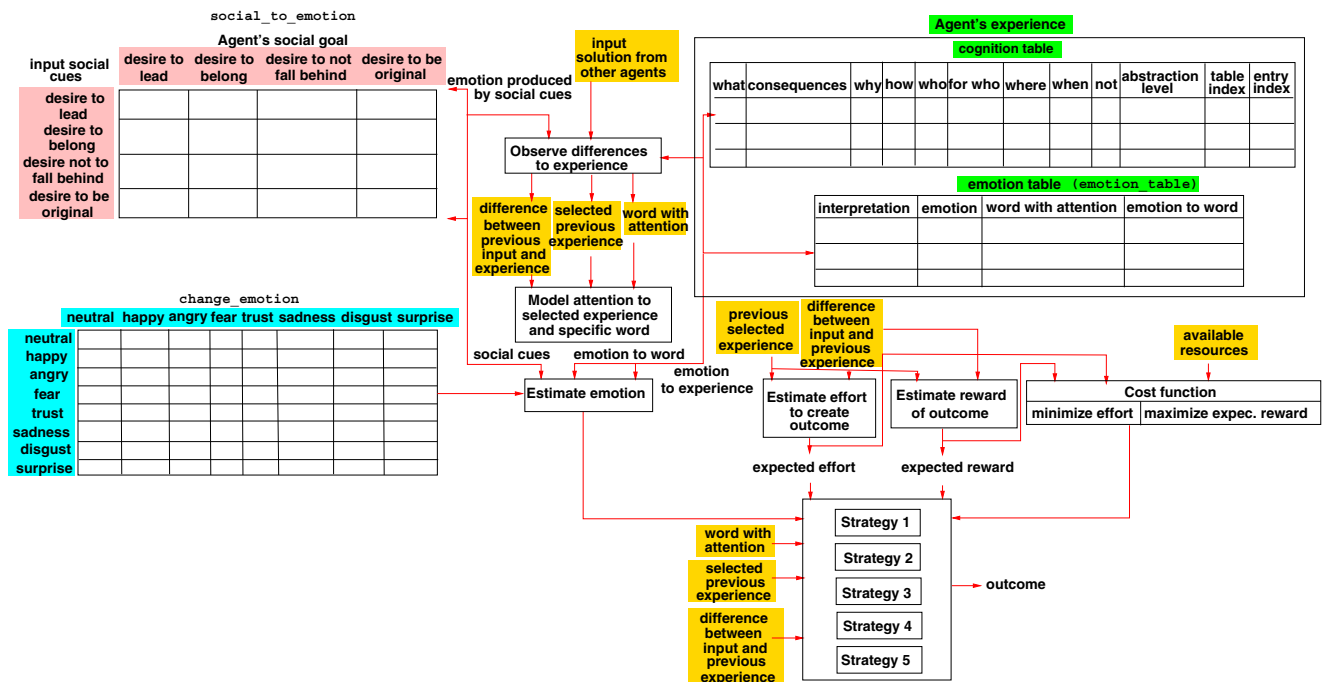 social_to_emotion
Agent's social goal
input social
cues
desire to
lead
desire to
belong
desire to not
fall behind
desire to be
original
desire to
lead
desire to
belong
desire not to
fall behind
desire to be
original
emotion produced
by social cues
input
solution from
other agents
Observe differences
to experience
difference
between
previous
input and
experience
selected
previous
experience
word with
attention
Model attention to
selected experience
and specific word
Agent's experience
cognition table
what
consequences
why
how
who
for who
where
when
not
abstraction
level
table
index
entry
index
emotion table (emotion_table)
interpretation
emotion
word with attention
emotion to word
change_emotion
neutral happy angry fear trust sadness disgust surprise
neutral
happy
angry
fear
trust
sadness
disgust
surprise
social cues
emotion to word
emotion
to experience
Estimate emotion
previous
selected
experience
difference
between
input and
previous
experience
available
resources
Estimate effort
to create
outcome
Estimate reward
of outcome
Cost function
minimize effort
maximize expec. reward
expected effort
expected reward
word with
attention
selected
previous
experience
difference
between
input and
previous
experience
Strategy 1
Strategy 2
Strategy 3
Strategy 4
Strategy 5
outcome